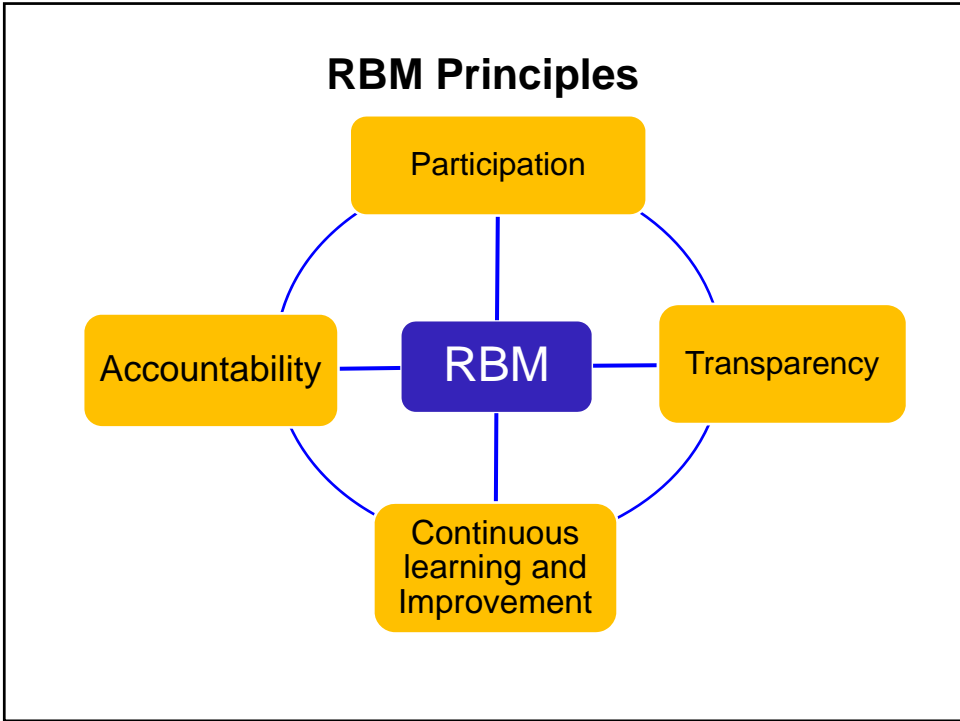 RBM Principles
Participation
Accountability
RBM
Transparency
Continuous
learning and
Improvement